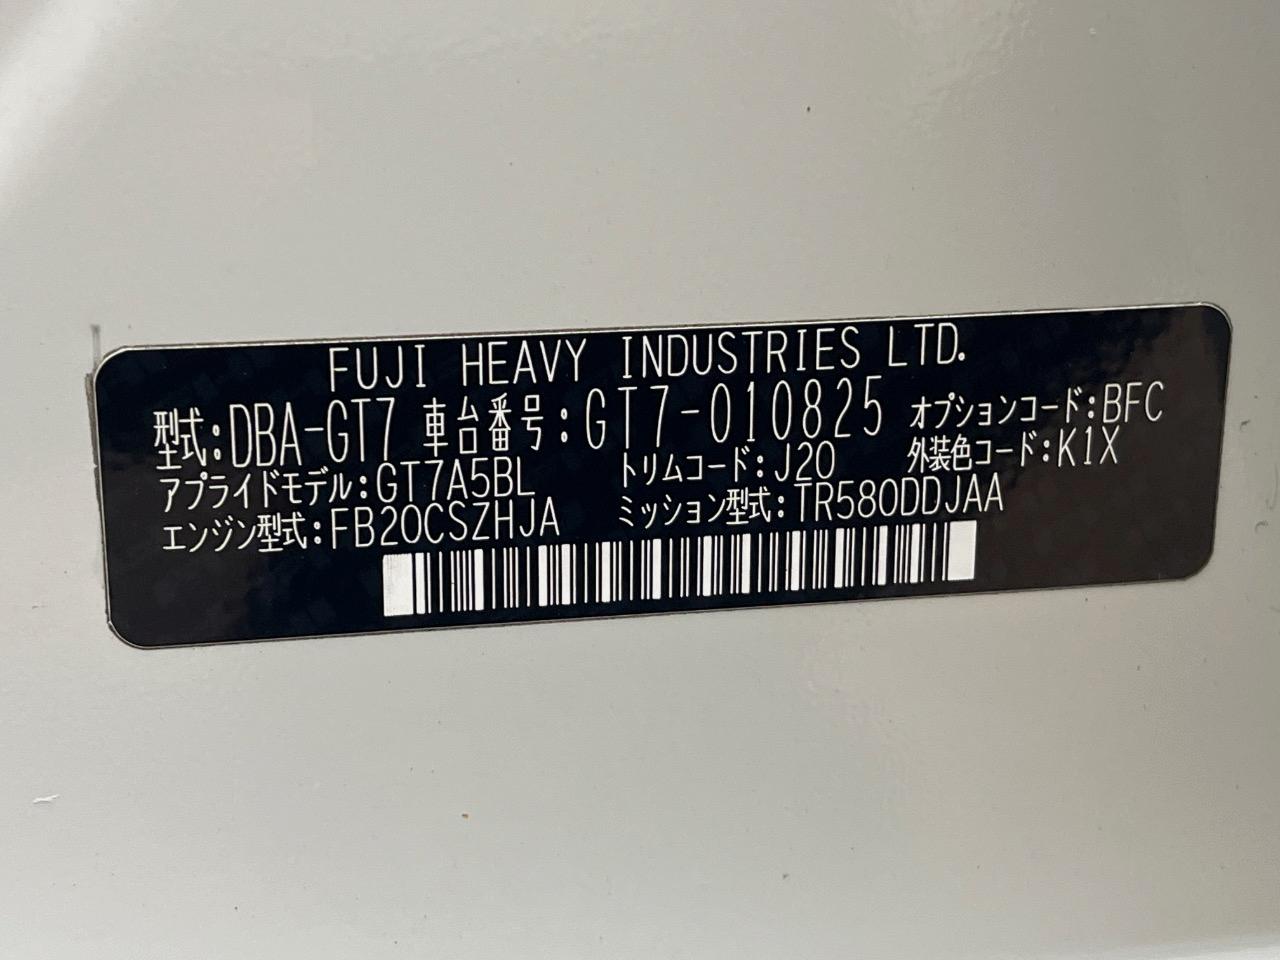 FUJI HEAVY INDUSTRIES LTD.
型式:DBA-GT7 車台番号:GT7-010825 オプションコード:BFC
アプライドモデル:GT7A5BL トリムコード:J20 外装色コード:K1X
エンジン型式:FB20CSZHJA ミッション型式:TR580DDJAA